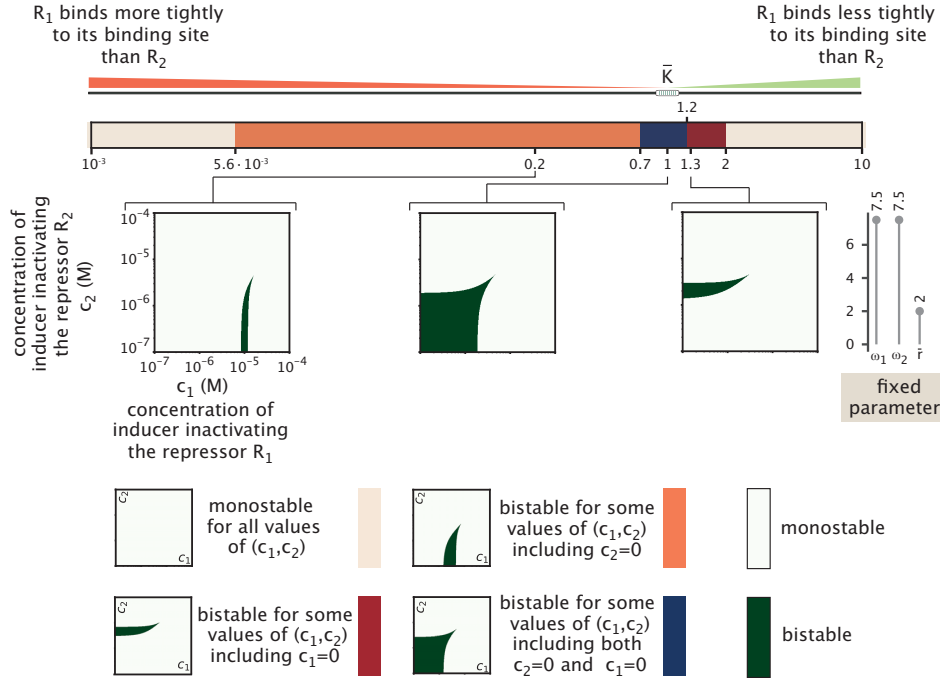 R1 binds more tightly
to its binding site
than R2
R1 binds less tightly
to its binding site
than R2
K̄
1.2
10⁻³
5.6 · 10⁻³
0.2
0.7
1
1.3
2
10
concentration of
inducer inactivating
the repressor R2
c2 (M)
10⁻⁴
10⁻⁵
10⁻⁶
10⁻⁷
10⁻⁷
10⁻⁶
10⁻⁵
10⁻⁴
c1 (M)
concentration of
inducer inactivating
the repressor R1
7.5
7.5
2
6
4
2
0
ω1
ω2
r̄
fixed
parameter
c2
c1
monostable
for all values
of (c1,c2)
c2
c1
bistable for some
values of (c1,c2)
including c2=0
monostable
c2
c1
bistable for some
values of (c1,c2)
including c1=0
c2
c1
bistable for some
values of (c1,c2)
including both
c2=0 and c1=0
bistable